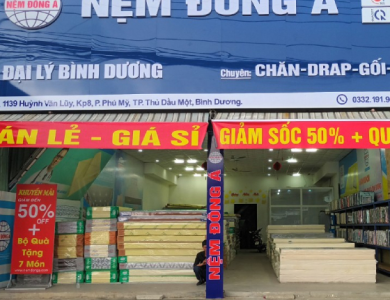 NỆM ĐÔNG Á
NỆM ĐÔNG Á
ĐẠI LÝ BÌNH DƯƠNG
Chuyên: CHĂN-DRAP-GỐI-
1139 Huỳnh Văn Lũy, Kp8, P. Phú Mỹ, TP. Thủ Dầu Một, Bình Dương.
0332.191.9
ÁN LẺ - GIÁ SỈ
GIẢM SỐC 50% + QU
NỆM ĐÔNG Á
KHUYẾN MÃI
50%
OFF
+
Bộ Quà
Tặng
7 Món